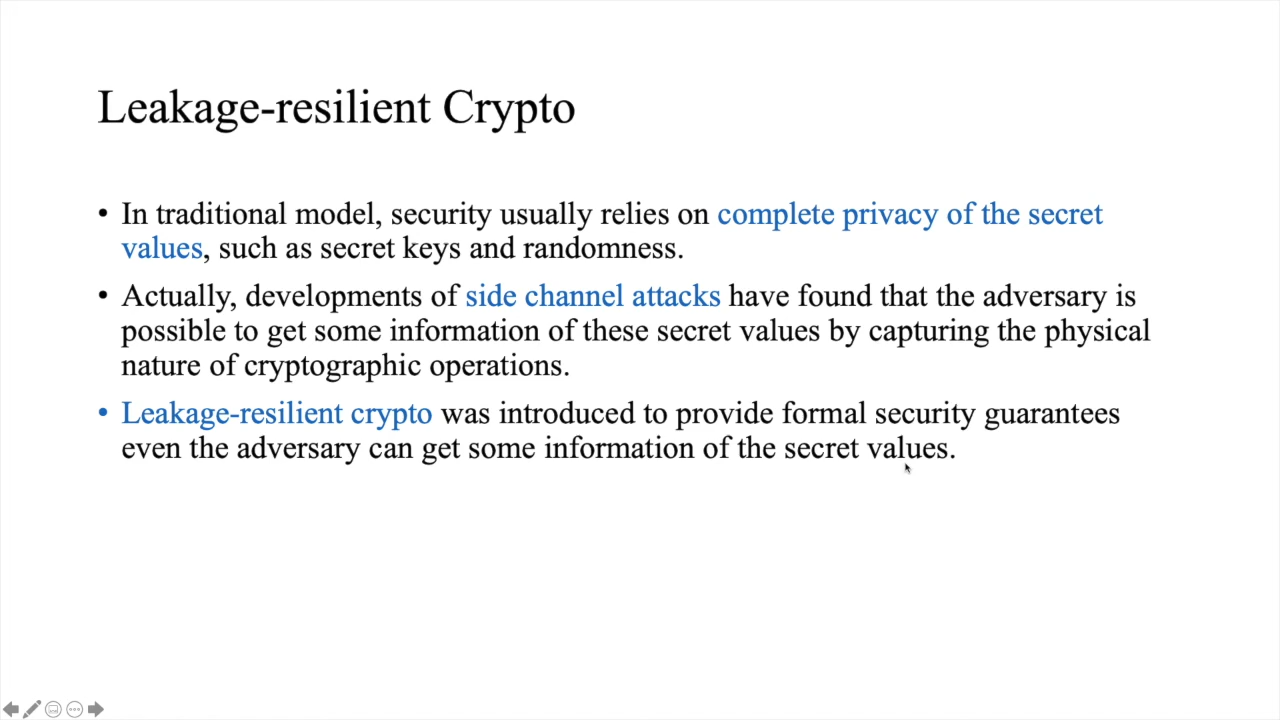 Leakage-resilient Crypto
• In traditional model, security usually relies on complete privacy of the secret
values, such as secret keys and randomness.
• Actually, developments of side channel attacks have found that the adversary is
possible to get some information of these secret values by capturing the physical
nature of cryptographic operations.
• Leakage-resilient crypto was introduced to provide formal security guarantees
even the adversary can get some information of the secret values.